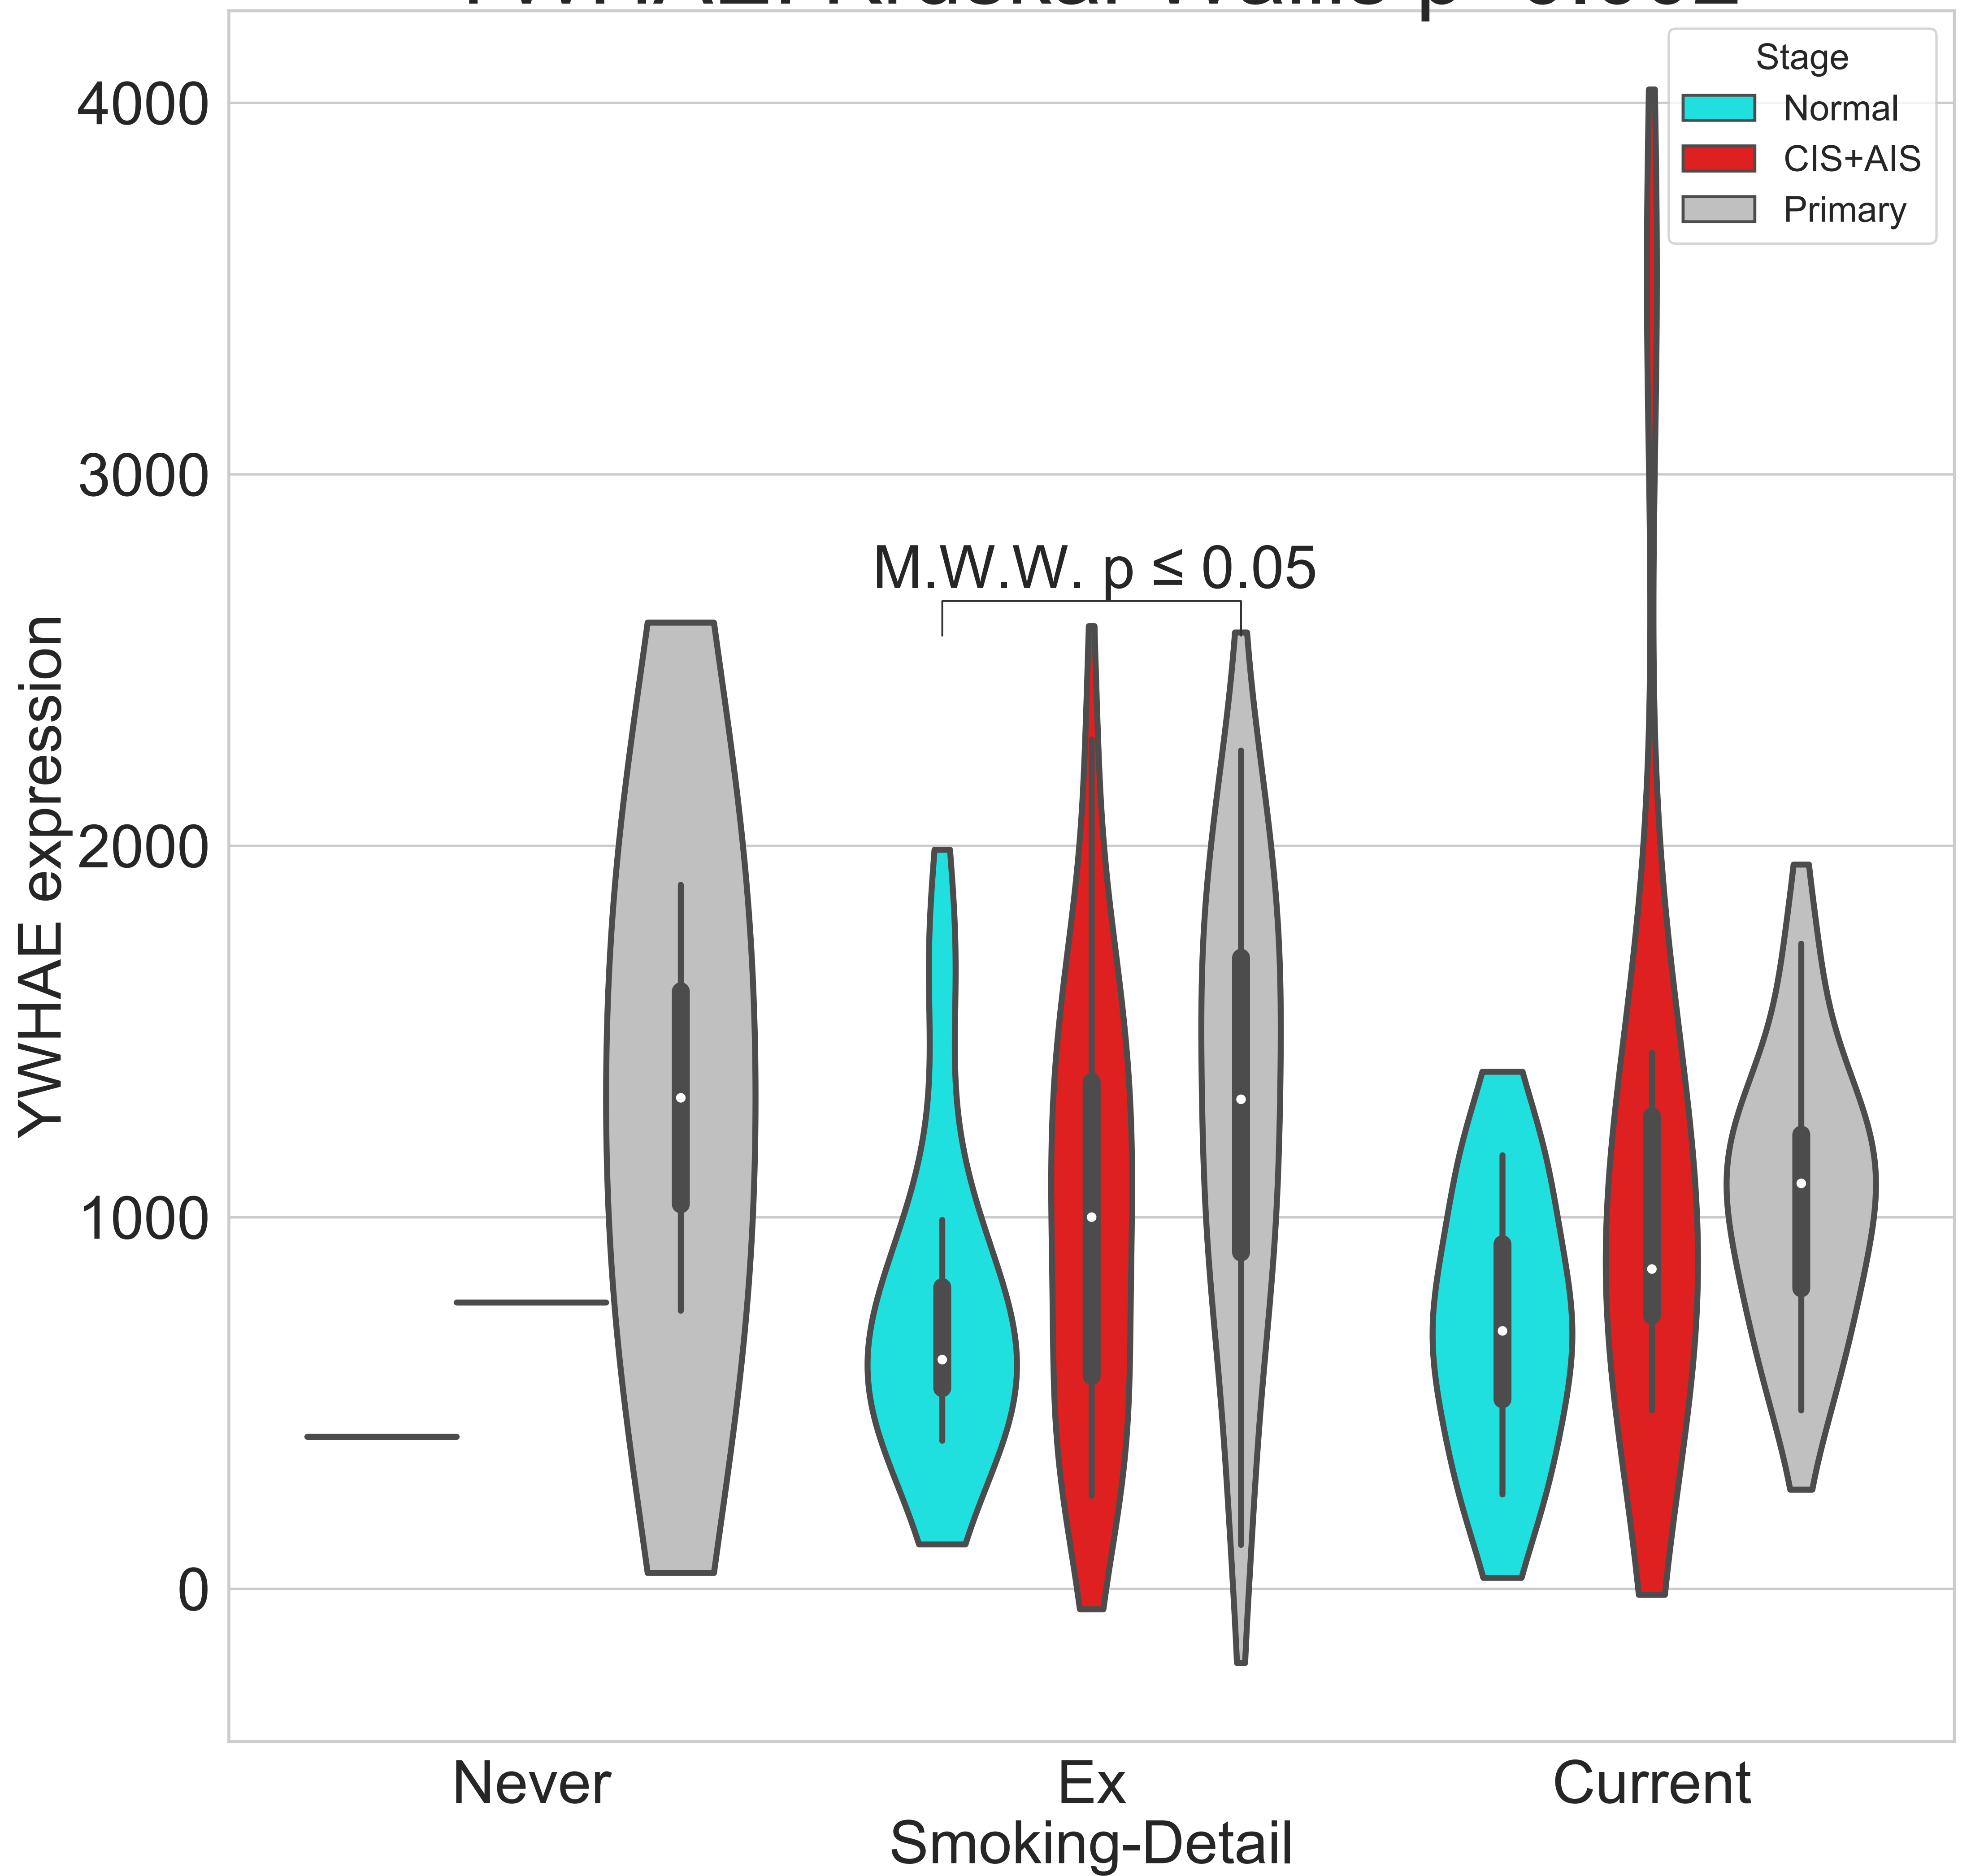 Stage
Normal
CIS+AIS
Primary
4000
3000
2000
1000
0
YWHAE expression
M.W.W. p ≤ 0.05
Never
Ex
Current
Smoking-Detail